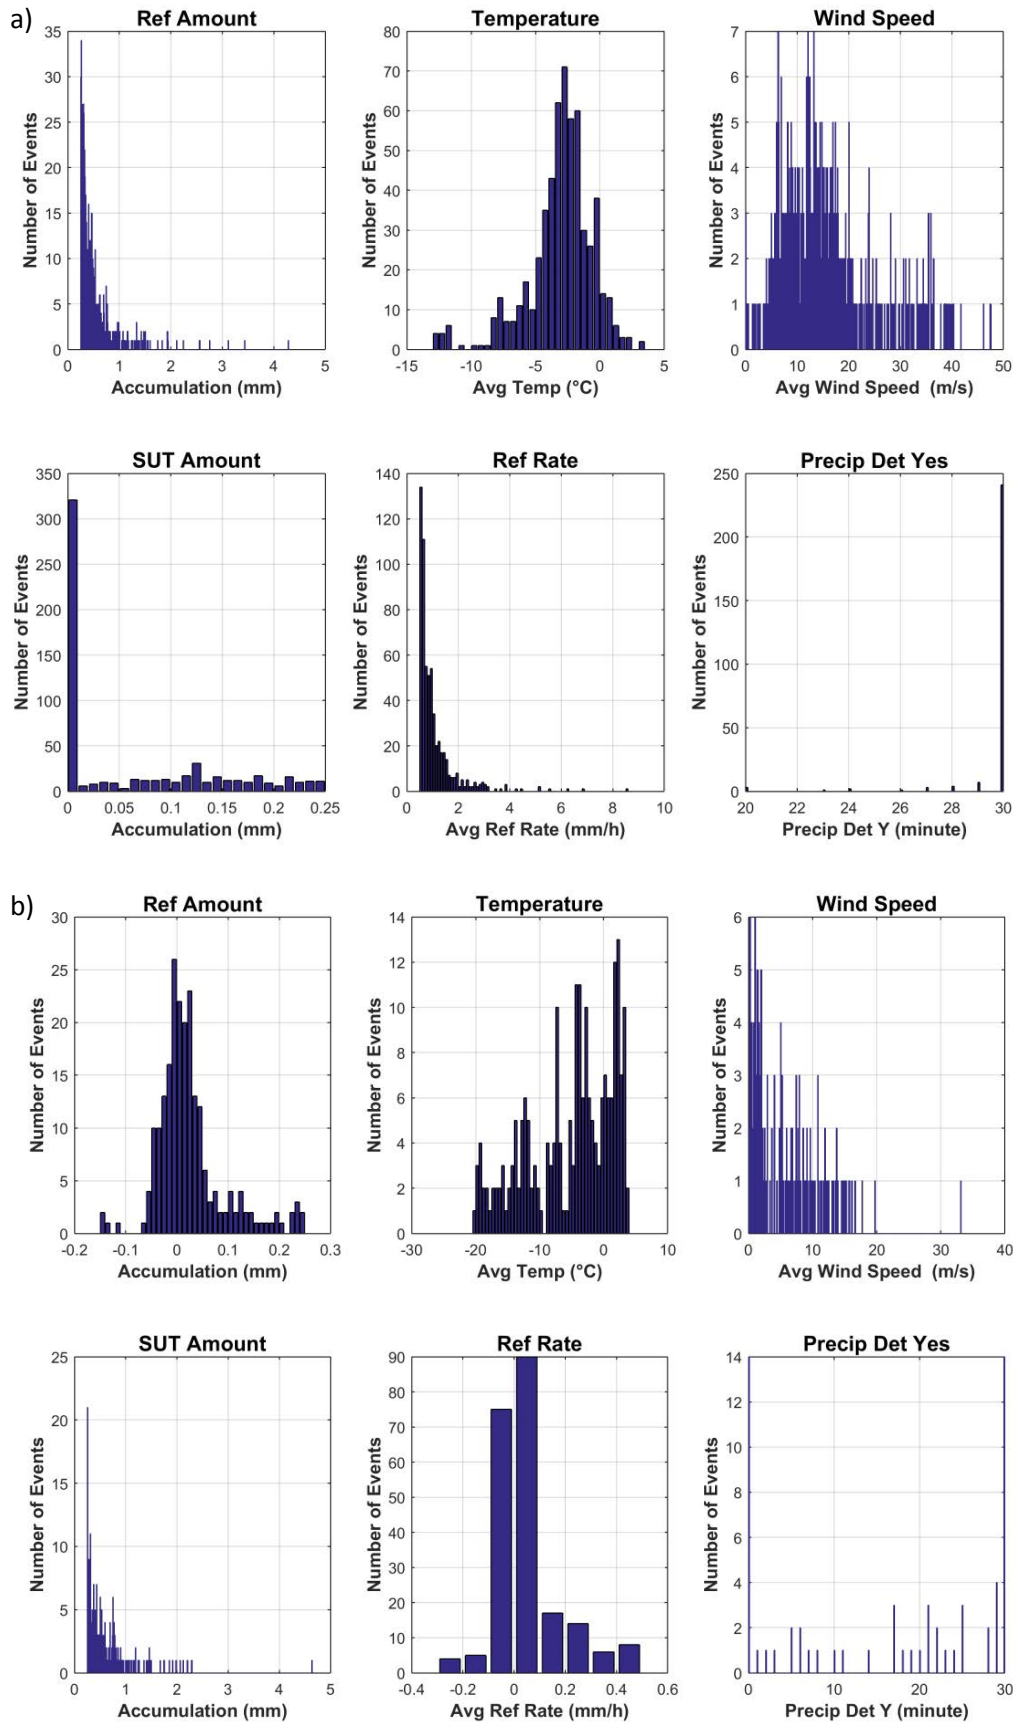 a)
Ref Amount
35
30
25
20
15
10
5
0
Number of Events
0 1 2 3 4 5
Accumulation (mm)
Temperature
80
70
60
50
40
30
20
10
0
Number of Events
-15 -10 -5 0 5
Avg Temp (°C)
Wind Speed
7
6
5
4
3
2
1
0
Number of Events
0 10 20 30 40 50
Avg Wind Speed (m/s)
SUT Amount
350
300
250
200
150
100
50
0
Number of Events
0 0.05 0.1 0.15 0.2 0.25
Accumulation (mm)
Ref Rate
140
120
100
80
60
40
20
0
Number of Events
0 2 4 6 8 10
Avg Ref Rate (mm/h)
Precip Det Yes
250
200
150
100
50
0
Number of Events
20 22 24 26 28 30
Precip Det Y (minute)
b)
Ref Amount
30
25
20
15
10
5
0
Number of Events
-0.2 -0.1 0 0.1 0.2 0.3
Accumulation (mm)
Temperature
14
12
10
8
6
4
2
0
Number of Events
-30 -20 -10 0 10
Avg Temp (°C)
Wind Speed
6
5
4
3
2
1
0
Number of Events
0 10 20 30 40
Avg Wind Speed (m/s)
SUT Amount
25
20
15
10
5
0
Number of Events
0 1 2 3 4 5
Accumulation (mm)
Ref Rate
90
80
70
60
50
40
30
20
10
0
Number of Events
-0.4 -0.2 0 0.2 0.4 0.6
Avg Ref Rate (mm/h)
Precip Det Yes
14
12
10
8
6
4
2
0
Number of Events
0 5 10 15 20 25 30
Precip Det Y (minute)